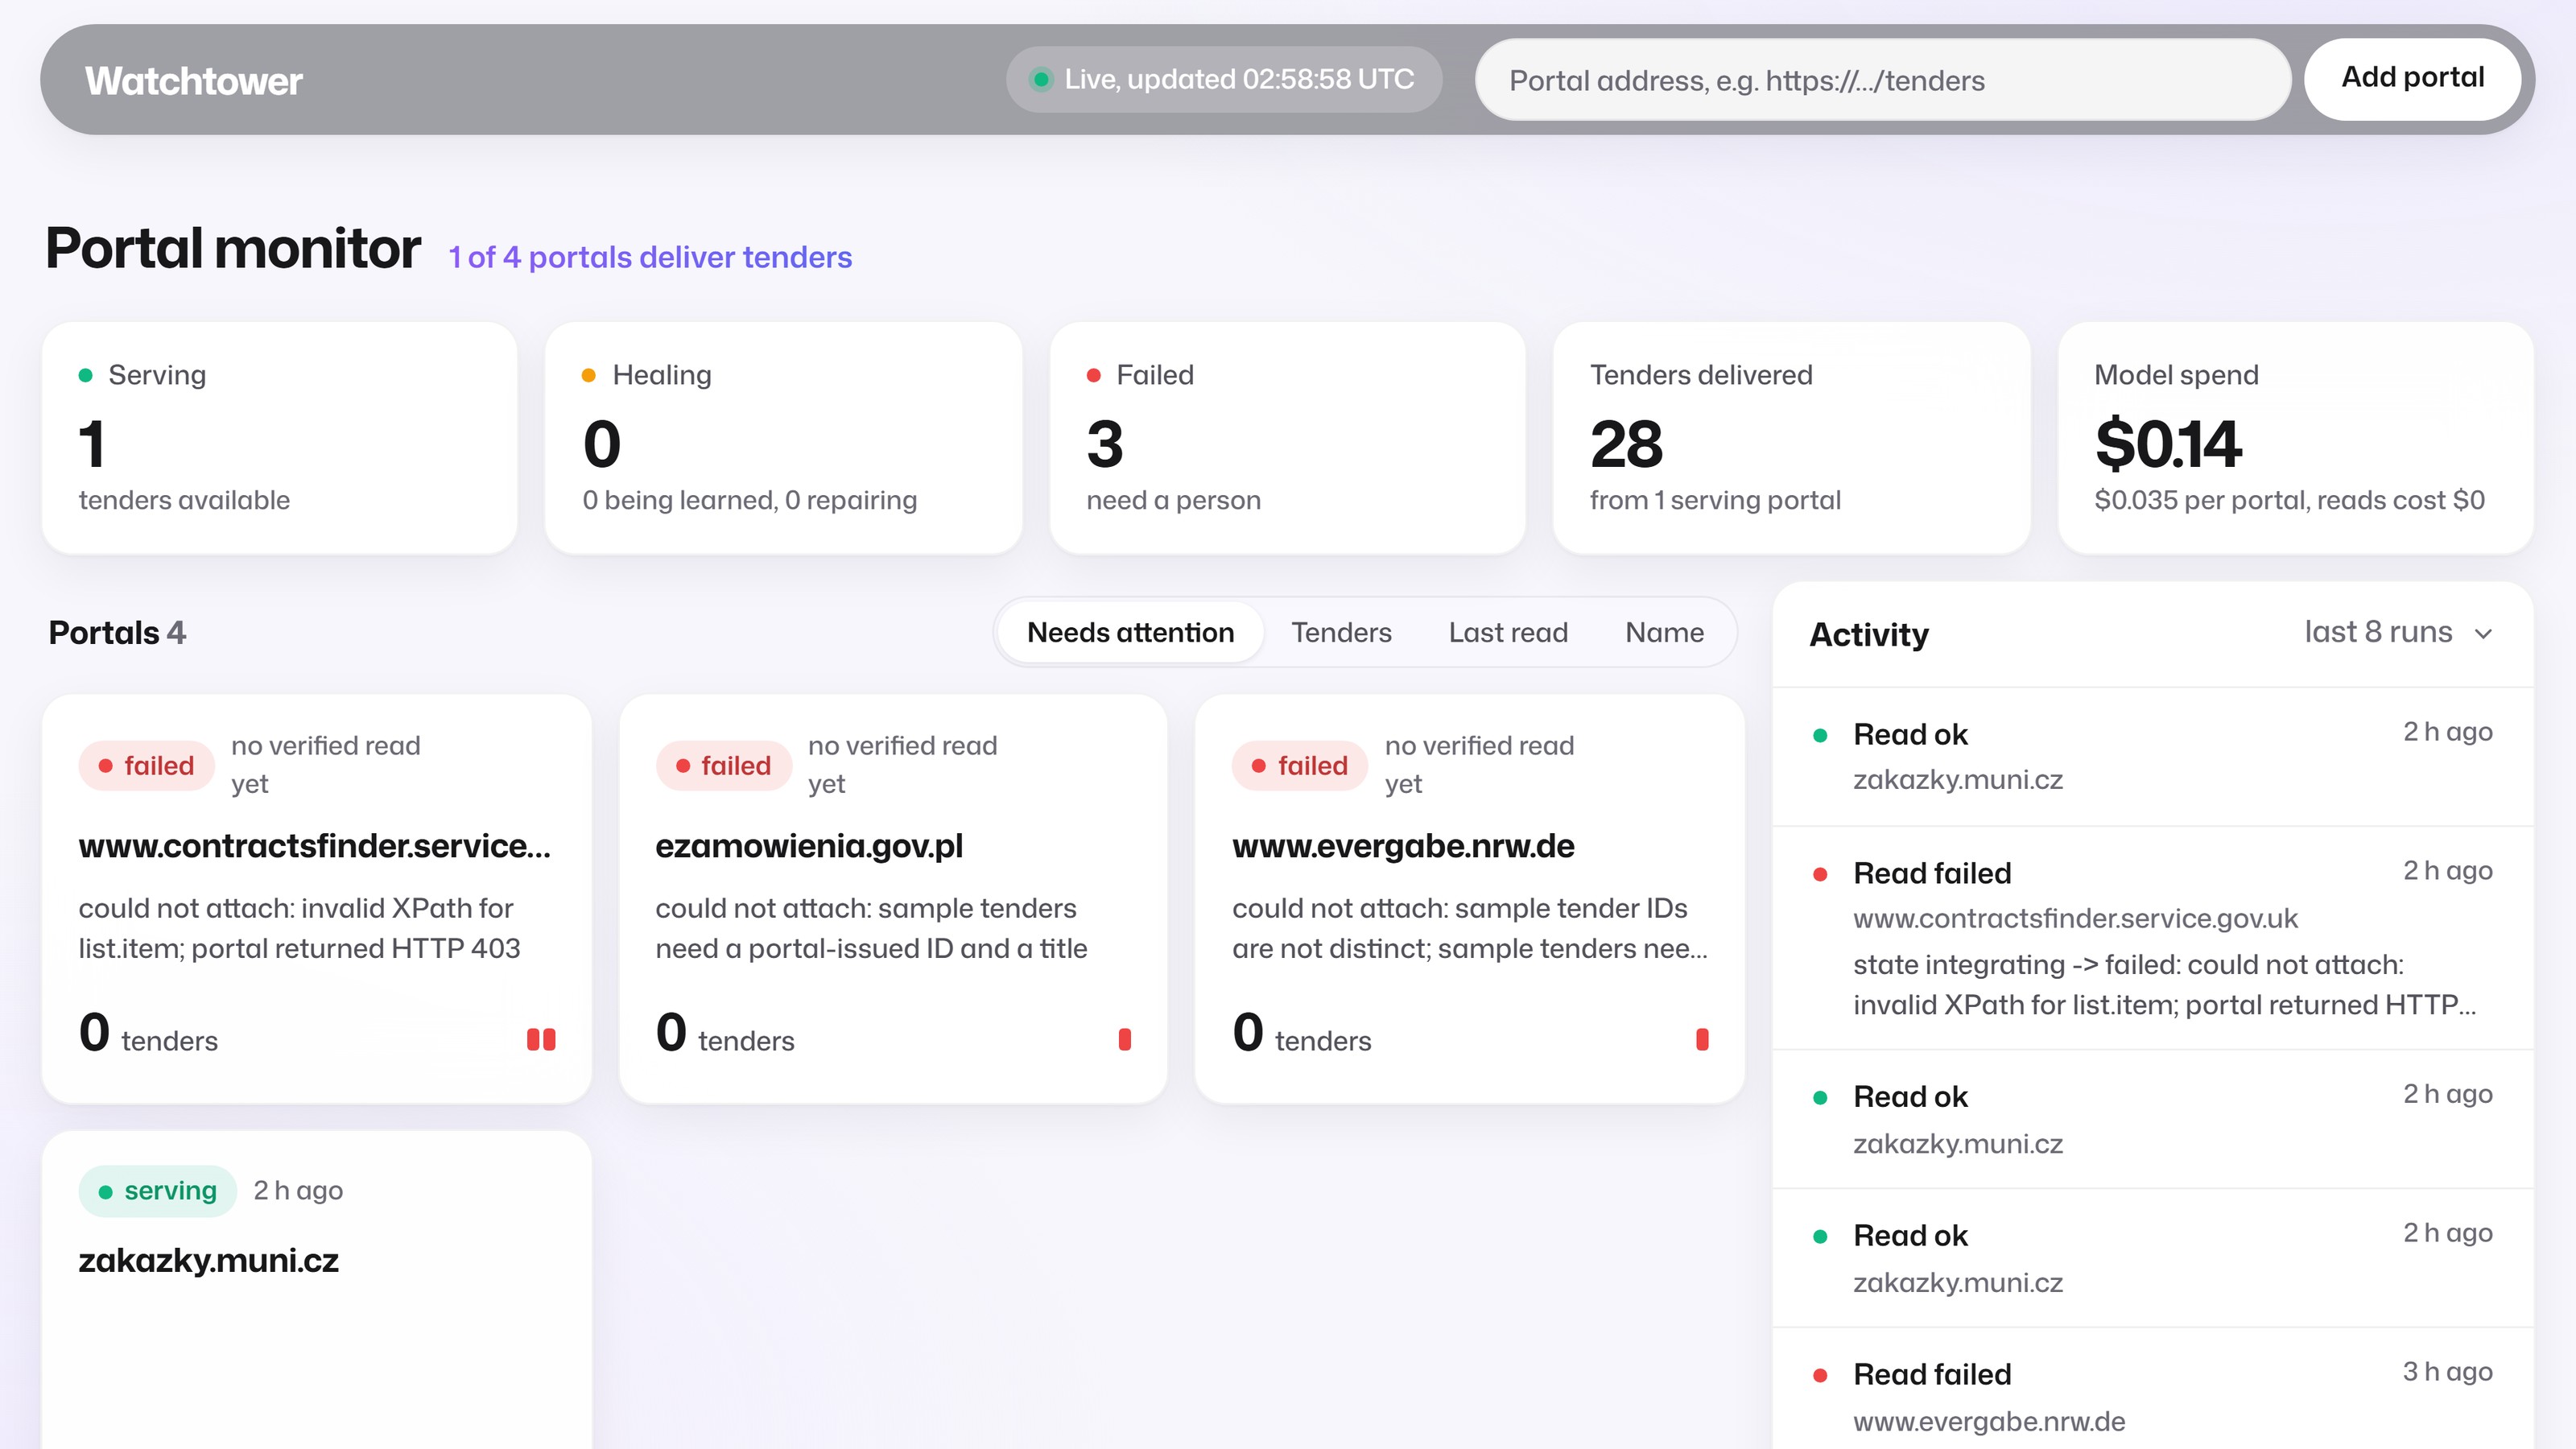 Watchtower
Live, updated 02:58:58 UTC
Portal address, e.g. https://.../tenders
Add portal
Portal monitor
1 of 4 portals deliver tenders
Serving
1
tenders available
Healing
0
0 being learned, 0 repairing
Failed
3
need a person
Tenders delivered
28
from 1 serving portal
Model spend
$0.14
$0.035 per portal, reads cost $0
Portals 4
Needs attention
Tenders
Last read
Name
failed
no verified read
yet
www.contractsfinder.service...
could not attach: invalid XPath for
list.item; portal returned HTTP 403
0 tenders
failed
no verified read
yet
ezamowienia.gov.pl
could not attach: sample tenders
need a portal-issued ID and a title
0 tenders
failed
no verified read
yet
www.evergabe.nrw.de
could not attach: sample tender IDs
are not distinct; sample tenders nee...
0 tenders
serving
2 h ago
zakazky.muni.cz
Activity
last 8 runs
Read ok
2 h ago
zakazky.muni.cz
Read failed
2 h ago
www.contractsfinder.service.gov.uk
state integrating -> failed: could not attach:
invalid XPath for list.item; portal returned HTTP...
Read ok
2 h ago
zakazky.muni.cz
Read ok
2 h ago
zakazky.muni.cz
Read failed
3 h ago
www.evergabe.nrw.de